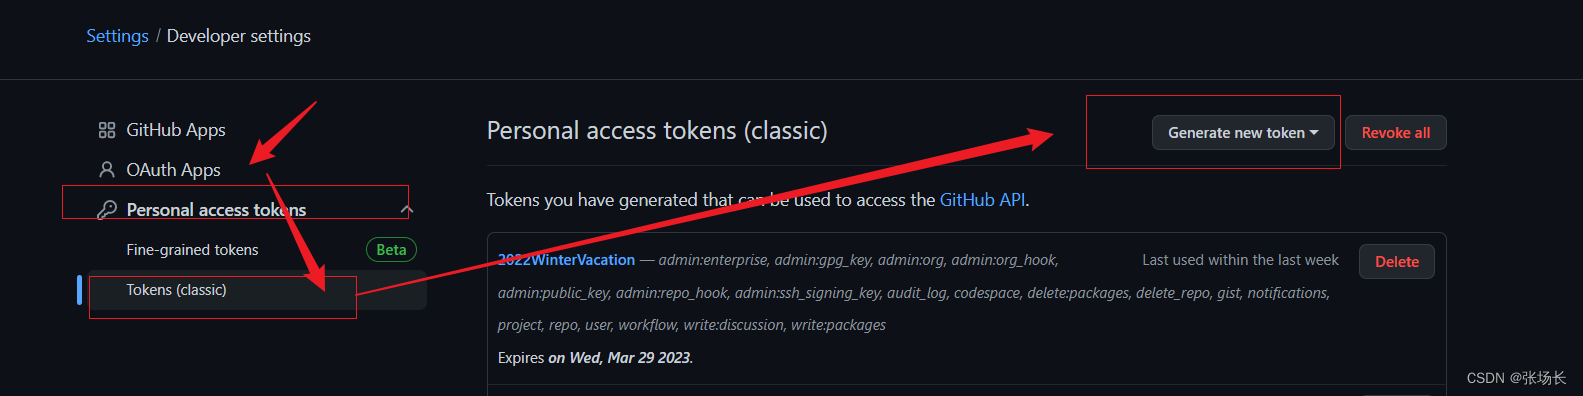 Settings / Developer settings
GitHub Apps
OAuth Apps
Personal access tokens
Fine-grained tokens Beta
Tokens (classic)
Personal access tokens (classic)
Generate new token
Revoke all
Tokens you have generated that can be used to access the GitHub API.
2022WinterVacation — admin:enterprise, admin:gpg_key, admin:org, admin:org_hook,
admin:public_key, admin:repo_hook, admin:ssh_signing_key, audit_log, codespace, delete:packages, delete_repo, gist, notifications,
project, repo, user, workflow, write:discussion, write:packages
Last used within the last week
Delete
Expires on Wed, Mar 29 2023.
CSDN @张场长